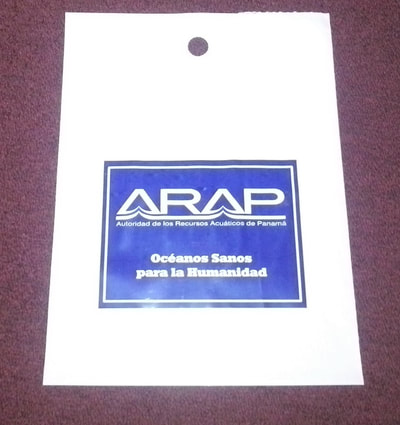 ARAP
Autoridad de los Recursos Acuáticos de Panamá
Océanos Sanos
para la Humanidad